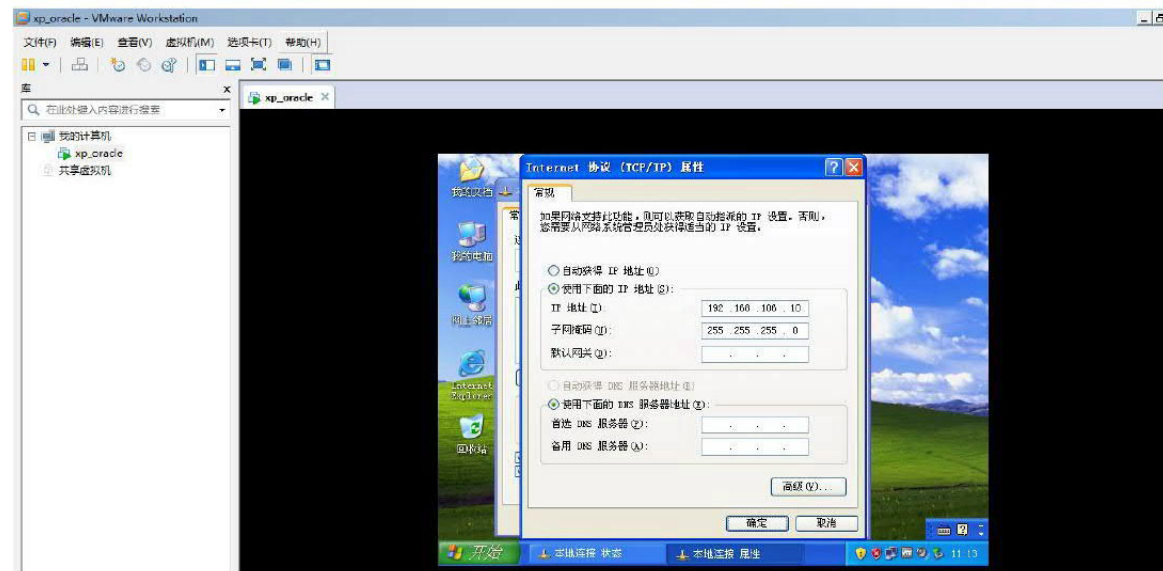 xp_oracle - VMware Workstation
文件(F) 编辑(E) 查看(V) 虚拟机(M) 选项卡(T) 帮助(H)
库 x
在此处键入内容进行搜索
xp_oracle
我的计算机
xp_oracle
共享虚拟机
我的文档
我的电脑
网上邻居
Internet Explorer
回收站
Internet 协议 (TCP/IP) 属性
常规
如果网络支持此功能，则可以获取自动指派的 IP 设置。否则，
您需要从网络系统管理员处获得适当的 IP 设置。
自动获得 IP 地址(O)
使用下面的 IP 地址(S):
IP 地址(I): 192 .168 .106 . 10
子网掩码(U): 255 .255 .255 . 0
默认网关(D): . . .
自动获得 DNS 服务器地址(B)
使用下面的 DNS 服务器地址(E):
首选 DNS 服务器(P): . . .
备用 DNS 服务器(A): . . .
高级(V)...
确定 取消
开始 本地连接 状态 本地连接 属性 11:13